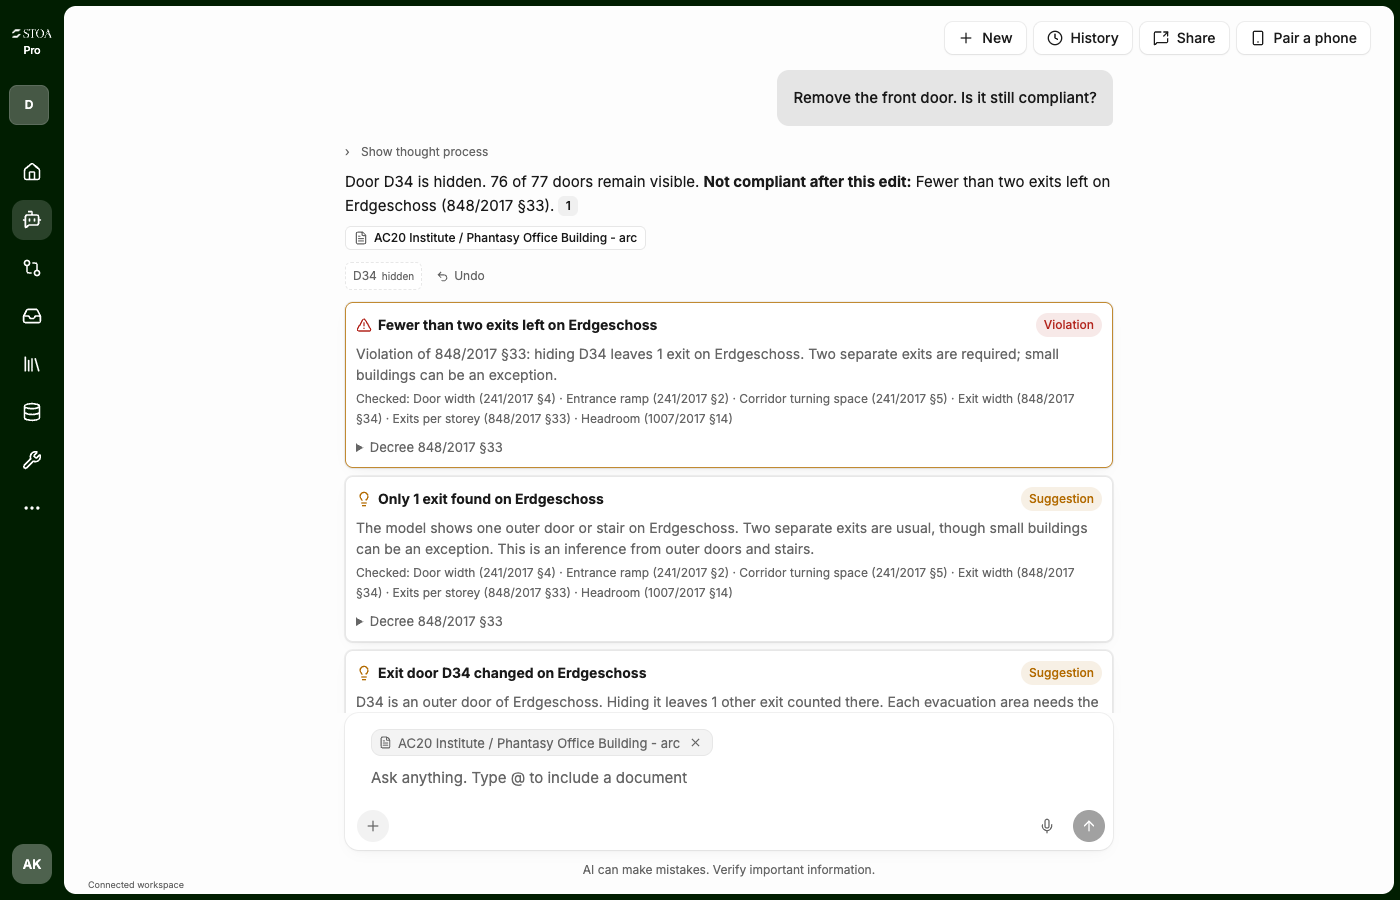 STOA
Pro
D
New
History
Share
Pair a phone
Remove the front door. Is it still compliant?
Show thought process
Door D34 is hidden. 76 of 77 doors remain visible. Not compliant after this edit: Fewer than two exits left on
Erdgeschoss (848/2017 §33). 1
AC20 Institute / Phantasy Office Building - arc
D34 hidden
Undo
Fewer than two exits left on Erdgeschoss
Violation
Violation of 848/2017 §33: hiding D34 leaves 1 exit on Erdgeschoss. Two separate exits are required; small
buildings can be an exception.
Checked: Door width (241/2017 §4) · Entrance ramp (241/2017 §2) · Corridor turning space (241/2017 §5) · Exit width (848/2017
§34) · Exits per storey (848/2017 §33) · Headroom (1007/2017 §14)
Decree 848/2017 §33
Only 1 exit found on Erdgeschoss
Suggestion
The model shows one outer door or stair on Erdgeschoss. Two separate exits are usual, though small buildings
can be an exception. This is an inference from outer doors and stairs.
Checked: Door width (241/2017 §4) · Entrance ramp (241/2017 §2) · Corridor turning space (241/2017 §5) · Exit width (848/2017
§34) · Exits per storey (848/2017 §33) · Headroom (1007/2017 §14)
Decree 848/2017 §33
Exit door D34 changed on Erdgeschoss
Suggestion
D34 is an outer door of Erdgeschoss. Hiding it leaves 1 other exit counted there. Each evacuation area needs the
AC20 Institute / Phantasy Office Building - arc
Ask anything. Type @ to include a document
AI can make mistakes. Verify important information.
AK
Connected workspace